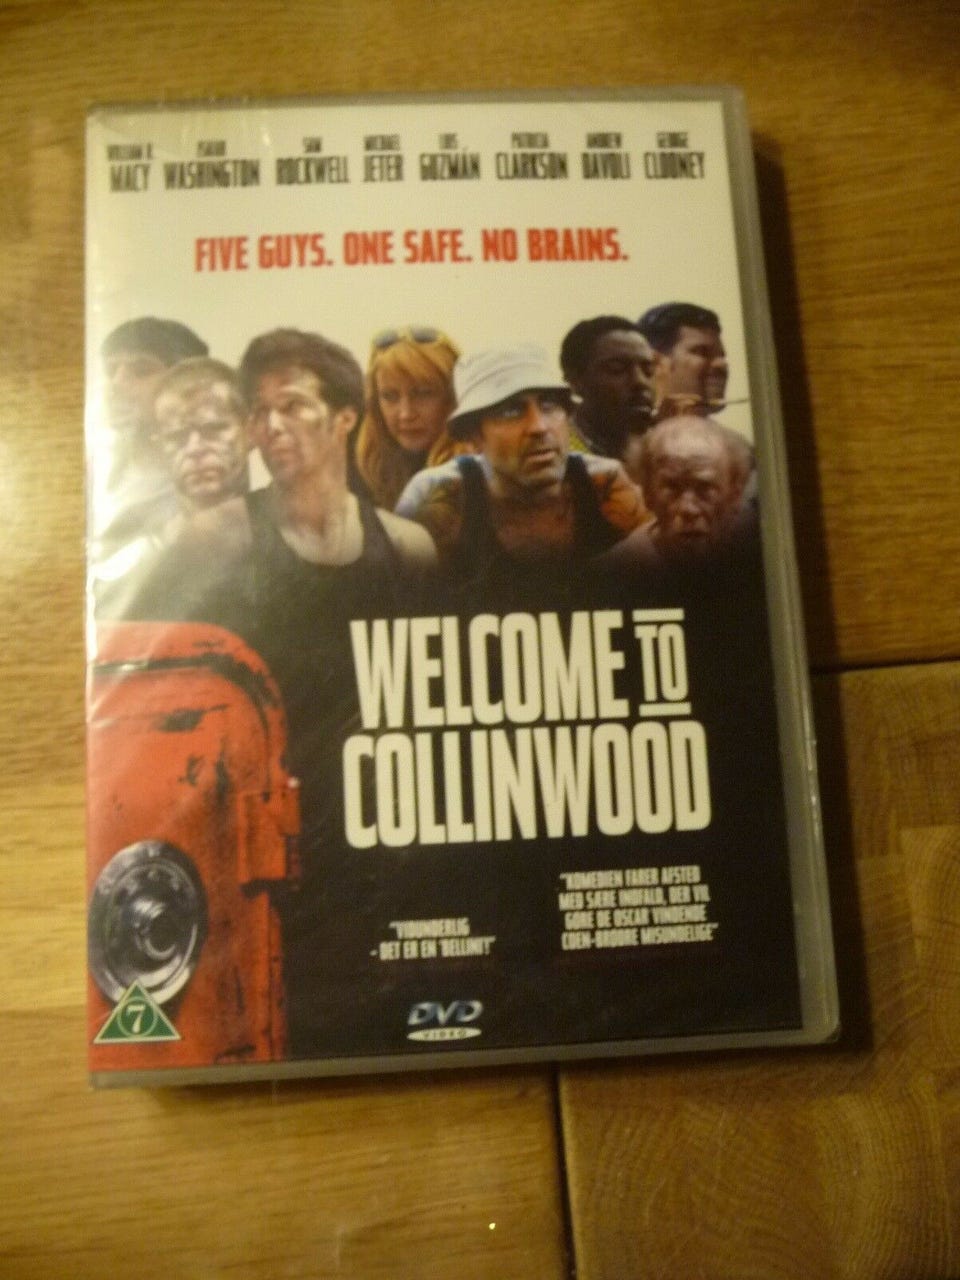 WILLIAM H. MACY ISAIAH WASHINGTON SAM ROCKWELL MICHAEL JETER LUIS GUZMÁN PATRICIA CLARKSON ANDREW DAVOLI GEORGE CLOONEY
FIVE GUYS. ONE SAFE. NO BRAINS.
WELCOME TO
COLLINWOOD
"VIDUNDERLIG
- DET ER EN 'BELLINI'!"
"KOMEDIEN FARER AFSTED
MED SÆRE INDFALD, DER VIL
GØRE DE OSCAR VINDENDE
COEN-BRØDRE MISUNDELIGE"
7
DVD
VIDEO